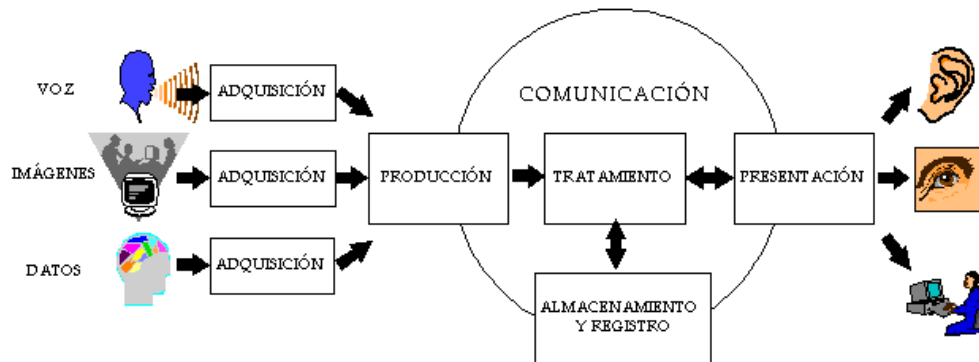 VOZ
ADQUISICIÓN
COMUNICACIÓN
IMÁGENES
ADQUISICIÓN
PRODUCCIÓN
TRATAMIENTO
PRESENTACIÓN
DATOS
ADQUISICIÓN
ALMACENAMIENTO
Y REGISTRO